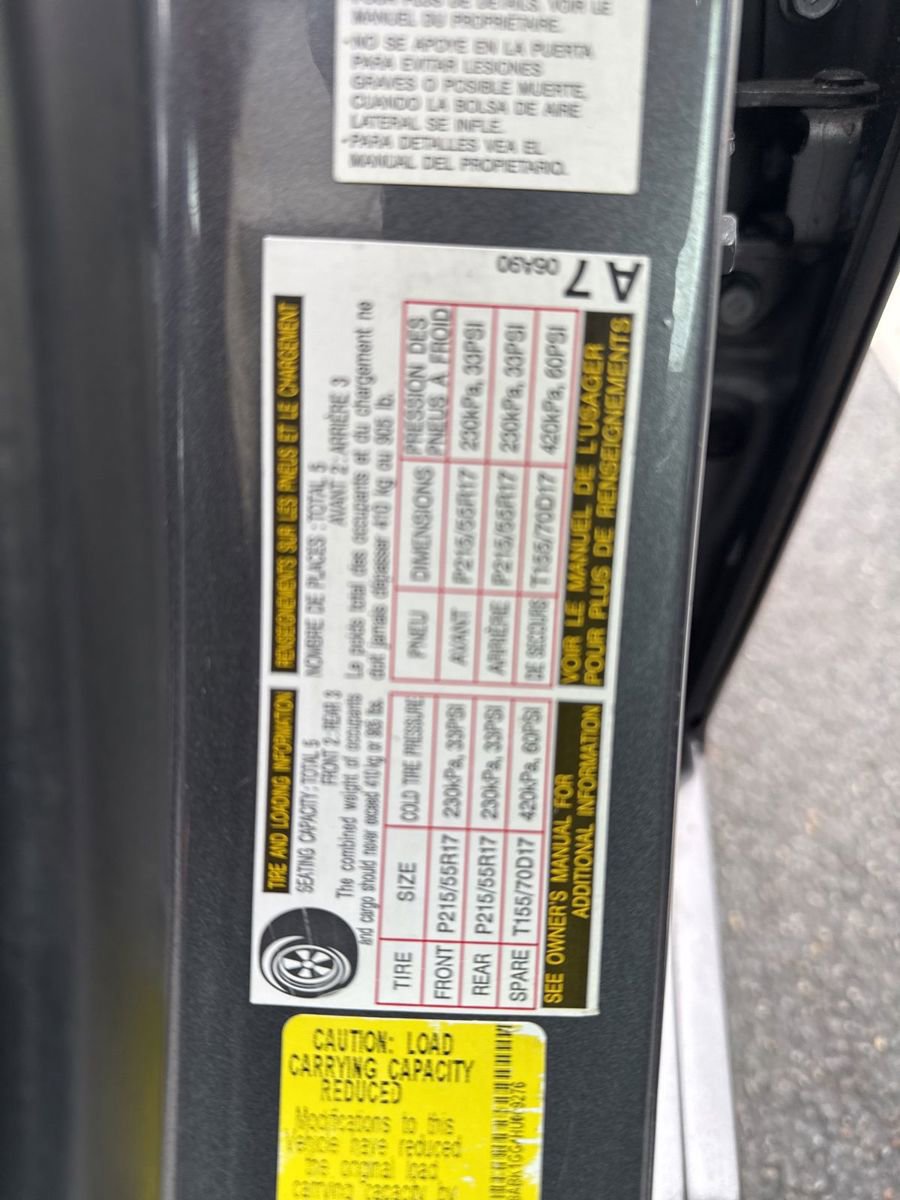 MANUEL DU PROPRIÉTAIRE.
•NO SE APOYE EN LA PUERTA
PARA EVITAR LESIONES
GRAVES O POSIBLE MUERTE,
CUANDO LA BOLSA DE AIRE
LATERAL SE INFLE.
•PARA DETALLES VEA EL
MANUAL DEL PROPIETARIO.
TIRE AND LOADING INFORMATION
SEATING CAPACITY : TOTAL 5
FRONT 2 : REAR 3
The combined weight of occupants
and cargo should never exceed 410 kg or 905 lbs.
TIRE SIZE COLD TIRE PRESSURE
FRONT P215/55R17 230kPa, 33PSI
REAR P215/55R17 230kPa, 33PSI
SPARE T155/70D17 420kPa, 60PSI
SEE OWNER'S MANUAL FOR
ADDITIONAL INFORMATION
RENSEIGNEMENTS SUR LES PNEUS ET LE CHARGEMENT
NOMBRE DE PLACES : TOTAL 5
AVANT 2 : ARRIÈRE 3
Le poids total des occupants et du chargement ne
doit jamais dépasser 410 kg ou 905 lb.
PNEU DIMENSIONS PRESSION DES
PNEUS À FROID
AVANT P215/55R17 230kPa, 33PSI
ARRIÈRE P215/55R17 230kPa, 33PSI
DE SECOURS T155/70D17 420kPa, 60PSI
VOIR LE MANUEL DE L'USAGER
POUR PLUS DE RENSEIGNEMENTS
06A90
A7
CAUTION: LOAD
CARRYING CAPACITY
REDUCED
Modifications to this
vehicle have reduced
the original load
carrying capacity by